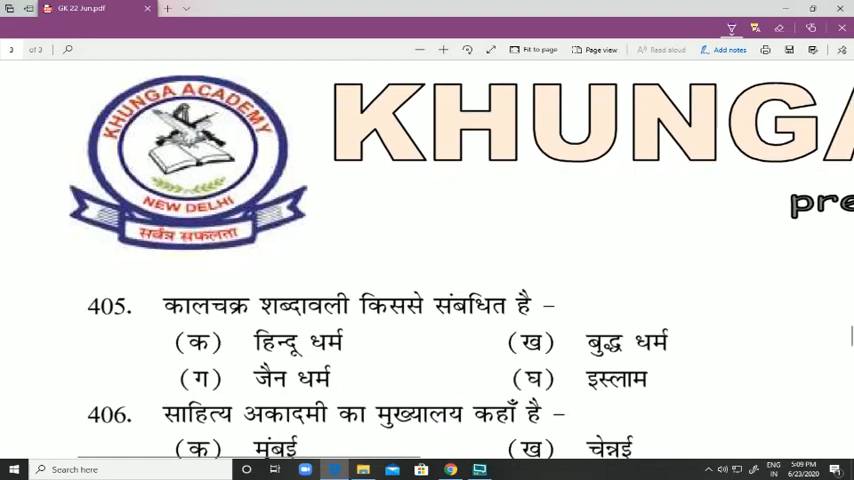 GK 22 Jun.pdf
3 of 3 Fit to page Page view Read aloud Add notes
KHUNGA ACADEMY
NEW DELHI
सर्वत्र सफलता
KHUNGA
pre
405. कालचक्र शब्दावली किससे संबधित है –
(क) हिन्दू धर्म (ख) बुद्ध धर्म
(ग) जैन धर्म (घ) इस्लाम
406. साहित्य अकादमी का मुख्यालय कहाँ है –
(क) मुंबई (ख) चेन्नई
Search here ENG 5:09 PM
IN 6/23/2020